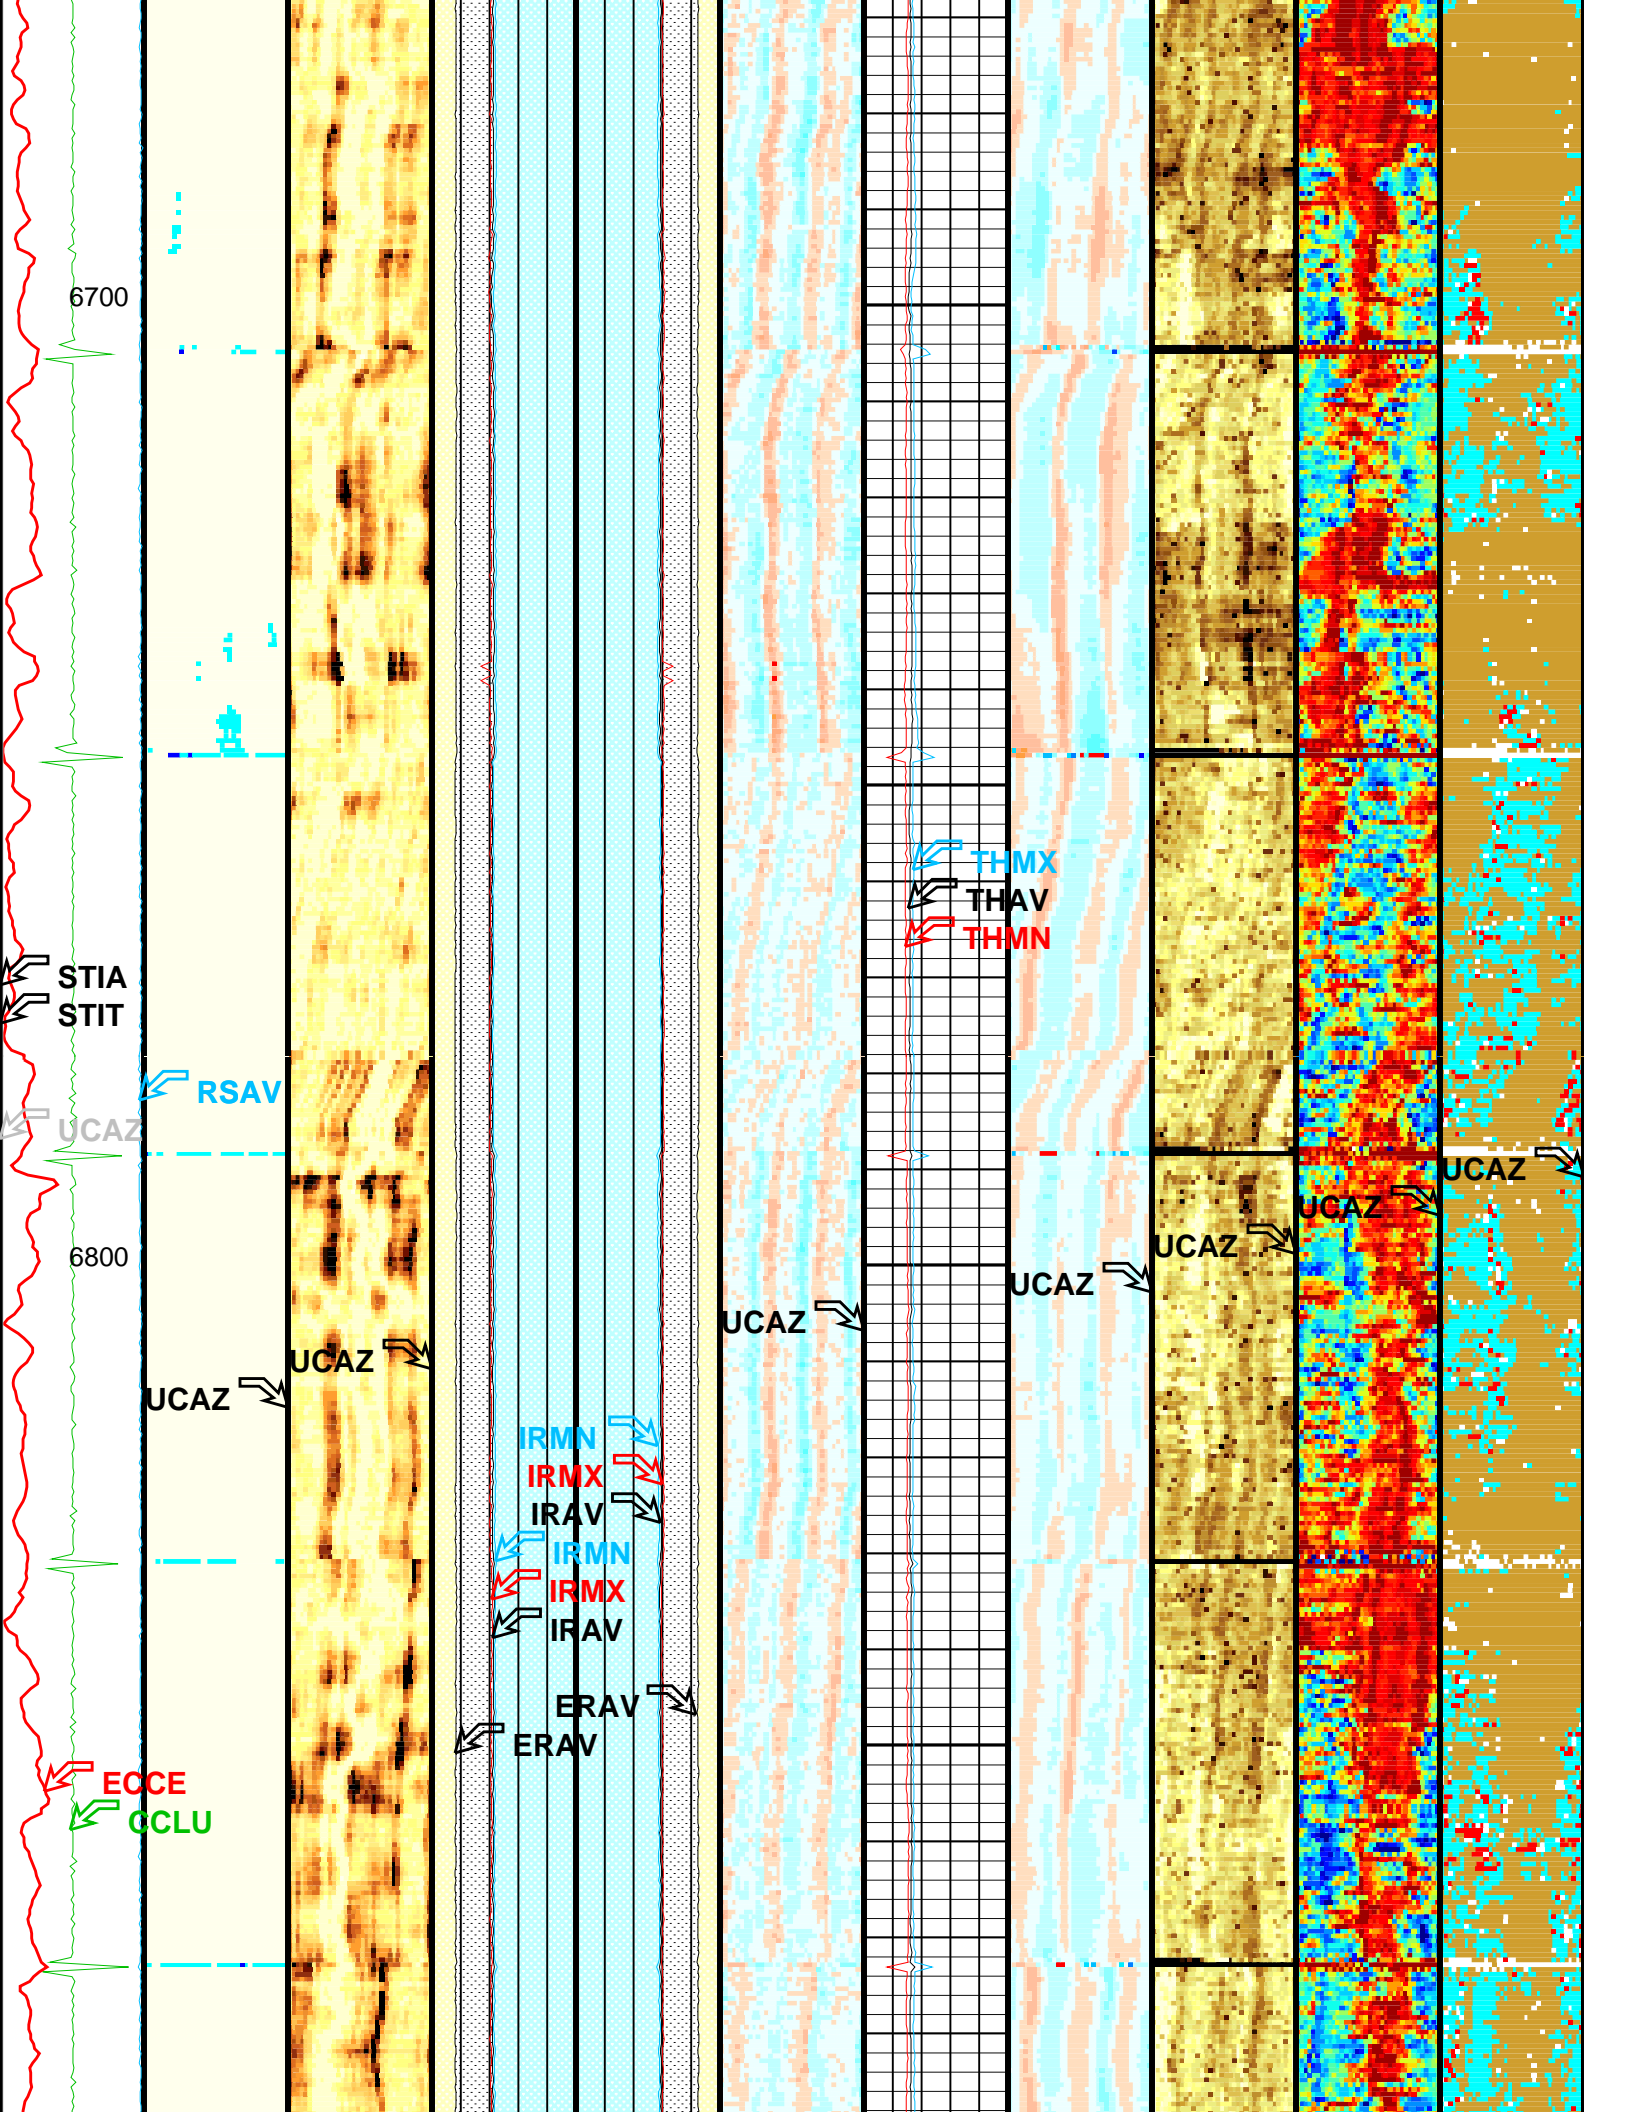 6700
THMX
THAV
THMN
STIA
STIT
RSAV
UCAZ
UCAZ
UCAZ
UCAZ
6800
UCAZ
UCAZ
UCAZ
UCAZ
IRMN
IRMX
IRAV
IRMN
IRMX
IRAV
ERAV
ERAV
ECCE
CCLU